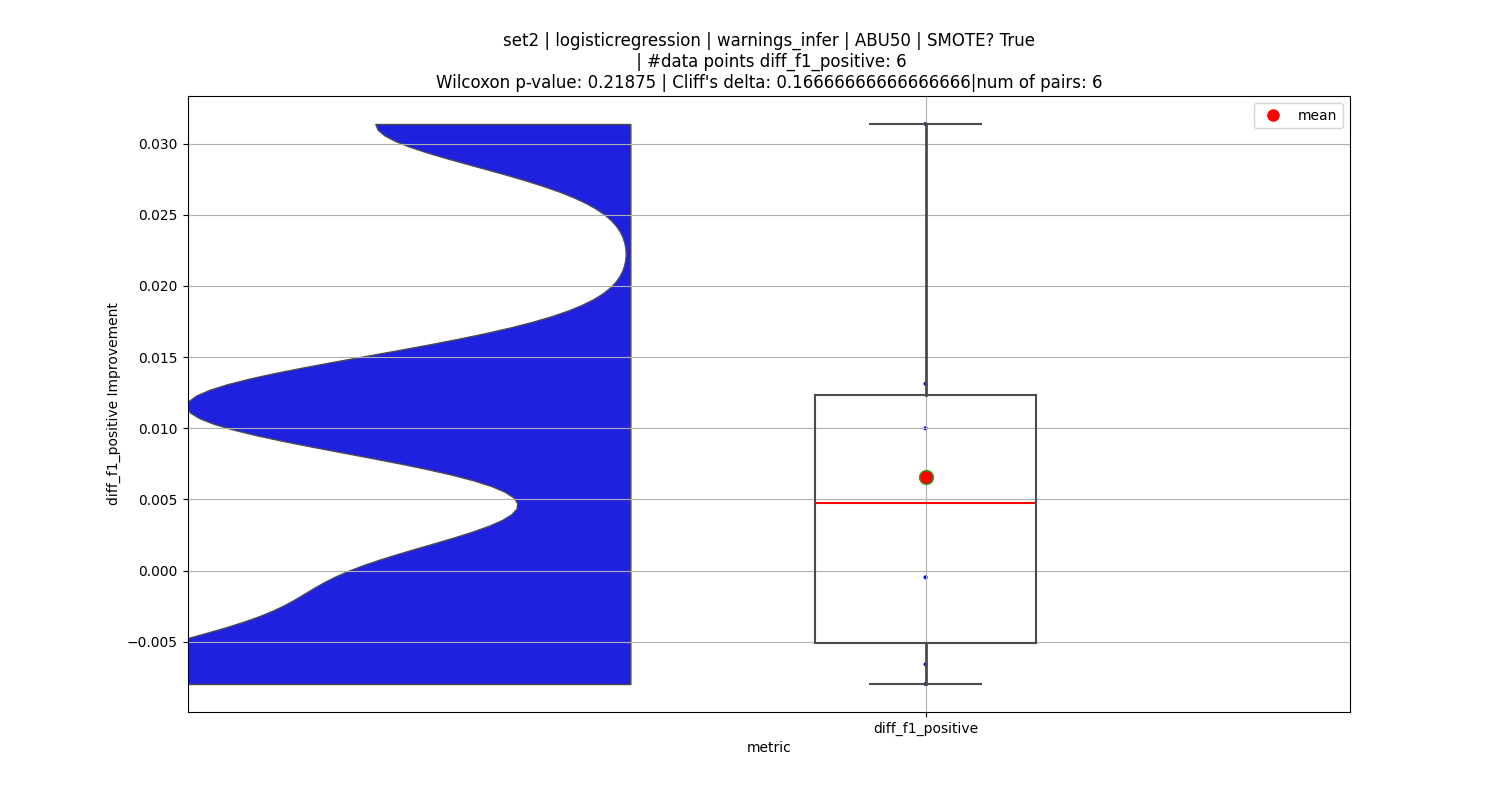 set2 | logisticregression | warnings_infer | ABU50 | SMOTE? True
| #data points diff_f1_positive: 6
Wilcoxon p-value: 0.21875 | Cliff's delta: 0.16666666666666666|num of pairs: 6
mean
0.030
0.025
0.020
0.015
0.010
0.005
0.000
−0.005
diff_f1_positive Improvement
diff_f1_positive
metric